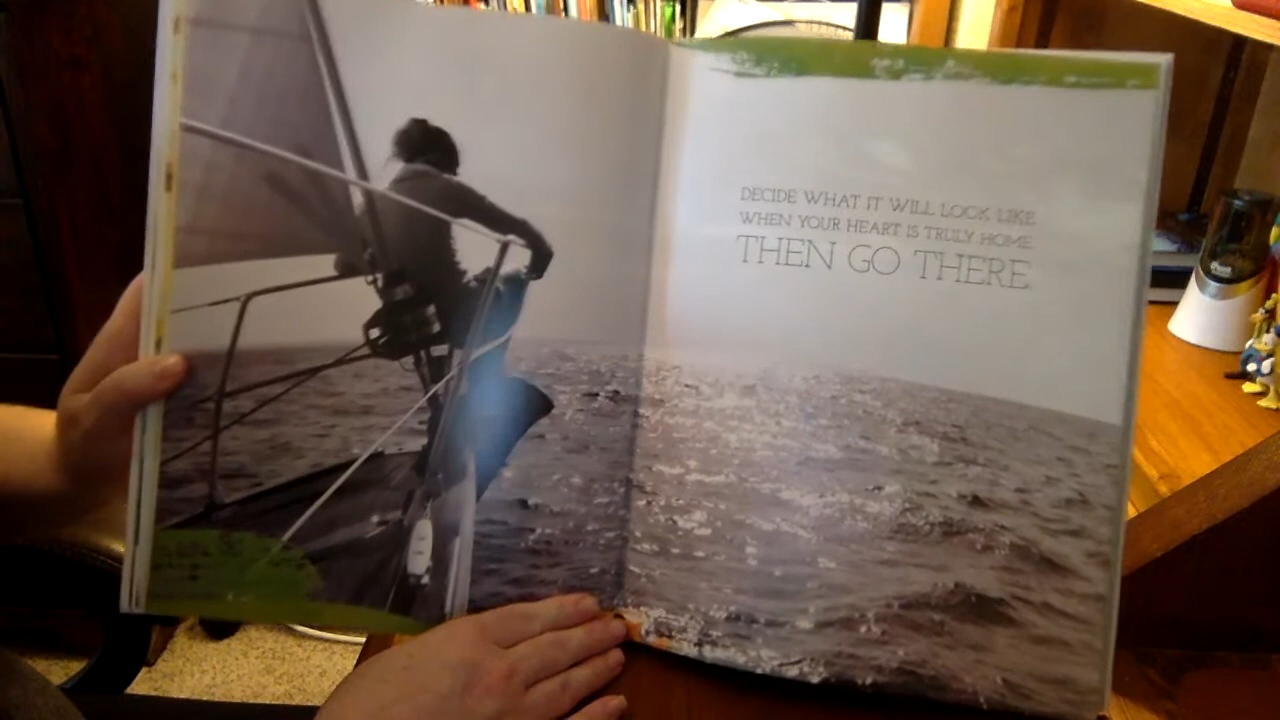 DECIDE WHAT IT WILL LOOK LIKE
WHEN YOUR HEART IS TRULY HOME.
THEN GO THERE.